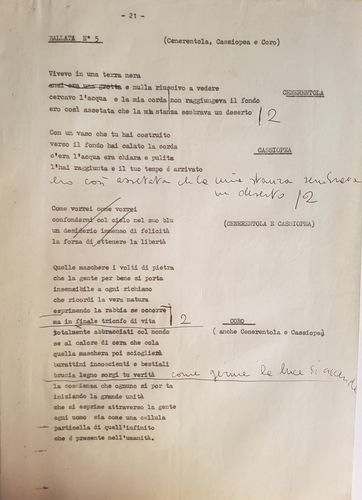 - 21 -
BALLATA N° 5 (Cenerentola, Cassiopea e Coro)
Vivevo in una terra nera
anzi era una grotta e nulla riuscivo a vedere
cercavo l'acqua e la mia corda non raggiungeva il fondo CENERENTOLA
ero così assetata che la mia stanza sembrava un deserto /2
Con un vaso che tu hai costruito
verso il fondo hai calato la corda CASSIOPEA
c'era l'acqua era chiara e pulita
l'hai raggiunta e il tuo tempo é arrivato
ero così assetata che la mia stanza sembrava
un deserto /2
Come vorrei come vorrei
confondermi col cielo nel suo blu (CENERENTOLA E CASSIOPEA)
un desiderio immenso di felicità
la forza di ottenere la libertà
Quelle maschere i volti di pietra
che la gente per bene si porta
insensibile a ogni richiamo
che ricordi la vera natura
esprimendo la rabbia se occorre
ma in finale trionfo di vita 2 CORO
totalmente abbracciati col mondo ( anche Cenerentola e Cassiopea
se al calore di cera che cola
quella maschera poi scioglierà
burattini incoscienti e bestiali
brucia legno sorgi tu verità come germe la luce si accende
la coscienza che ognuno si porta
iniziando la grande unità
che si esprime attraverso la gente
ogni uomo sia come una cellula
particella di quell'infinito
che é presente nell'umanità.